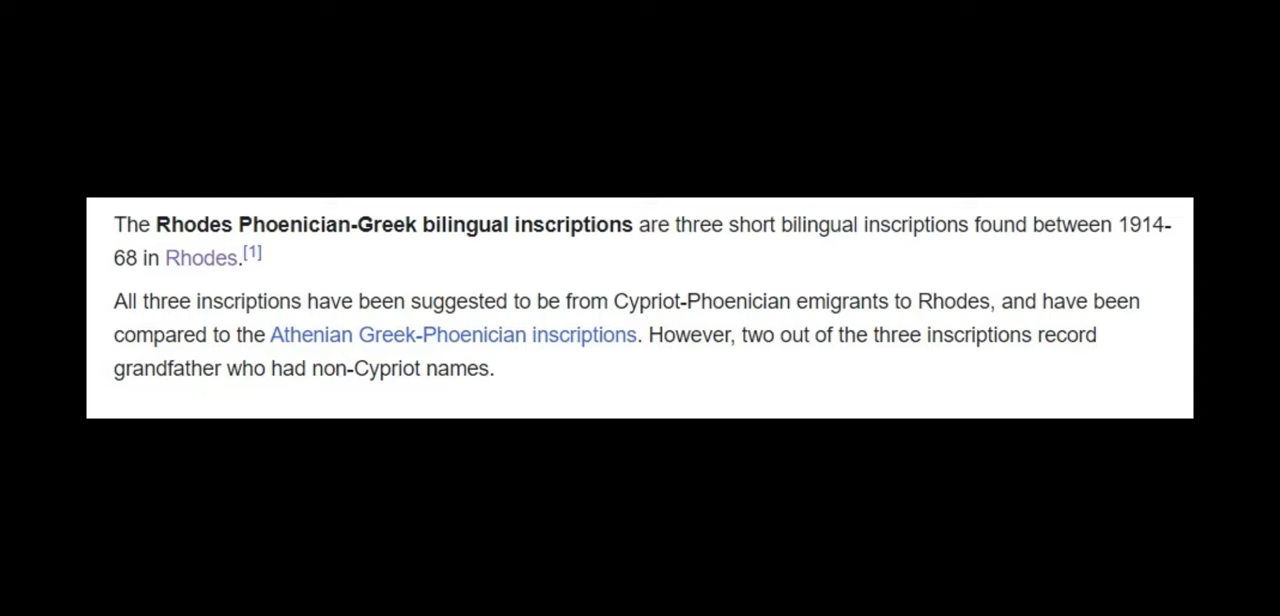 The Rhodes Phoenician-Greek bilingual inscriptions are three short bilingual inscriptions found between 1914-
68 in Rhodes.[1]
All three inscriptions have been suggested to be from Cypriot-Phoenician emigrants to Rhodes, and have been
compared to the Athenian Greek-Phoenician inscriptions. However, two out of the three inscriptions record
grandfather who had non-Cypriot names.